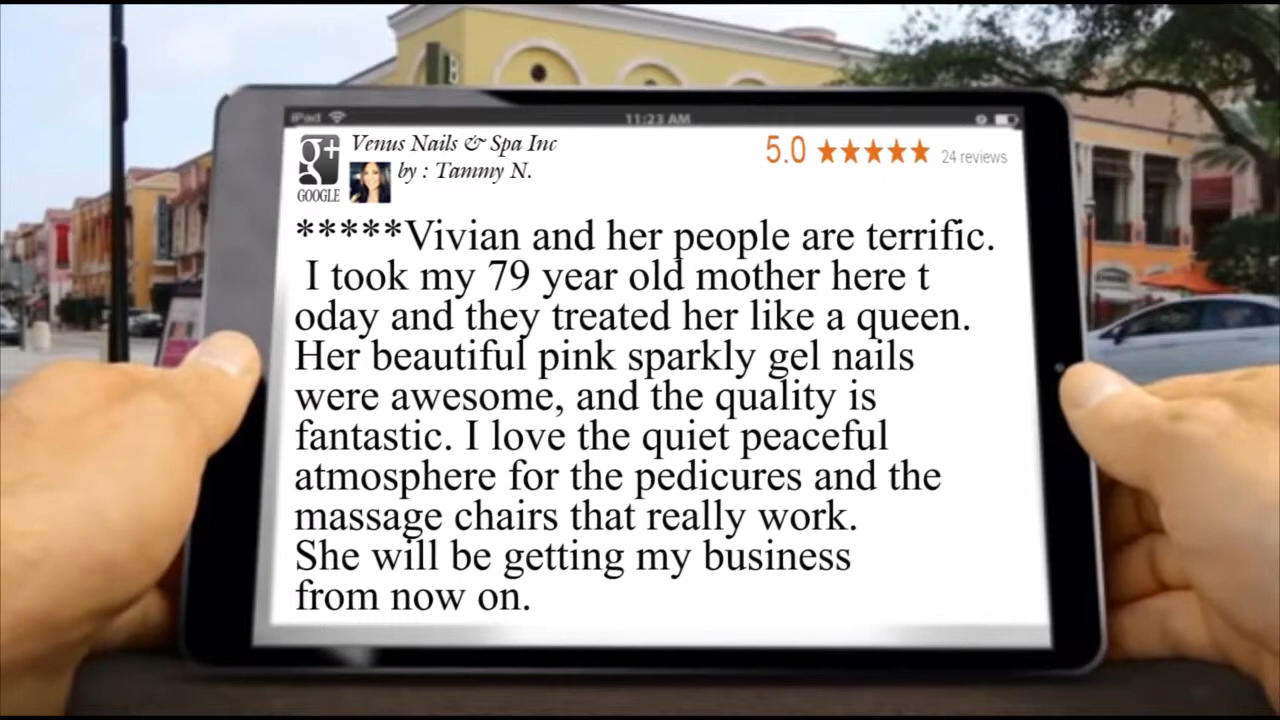 iPad
11:23 AM
g+
GOOGLE
Venus Nails & Spa Inc
by : Tammy N.
5.0
24 reviews
*****Vivian and her people are terrific.
I took my 79 year old mother here t
oday and they treated her like a queen.
Her beautiful pink sparkly gel nails
were awesome, and the quality is
fantastic. I love the quiet peaceful
atmosphere for the pedicures and the
massage chairs that really work.
She will be getting my business
from now on.